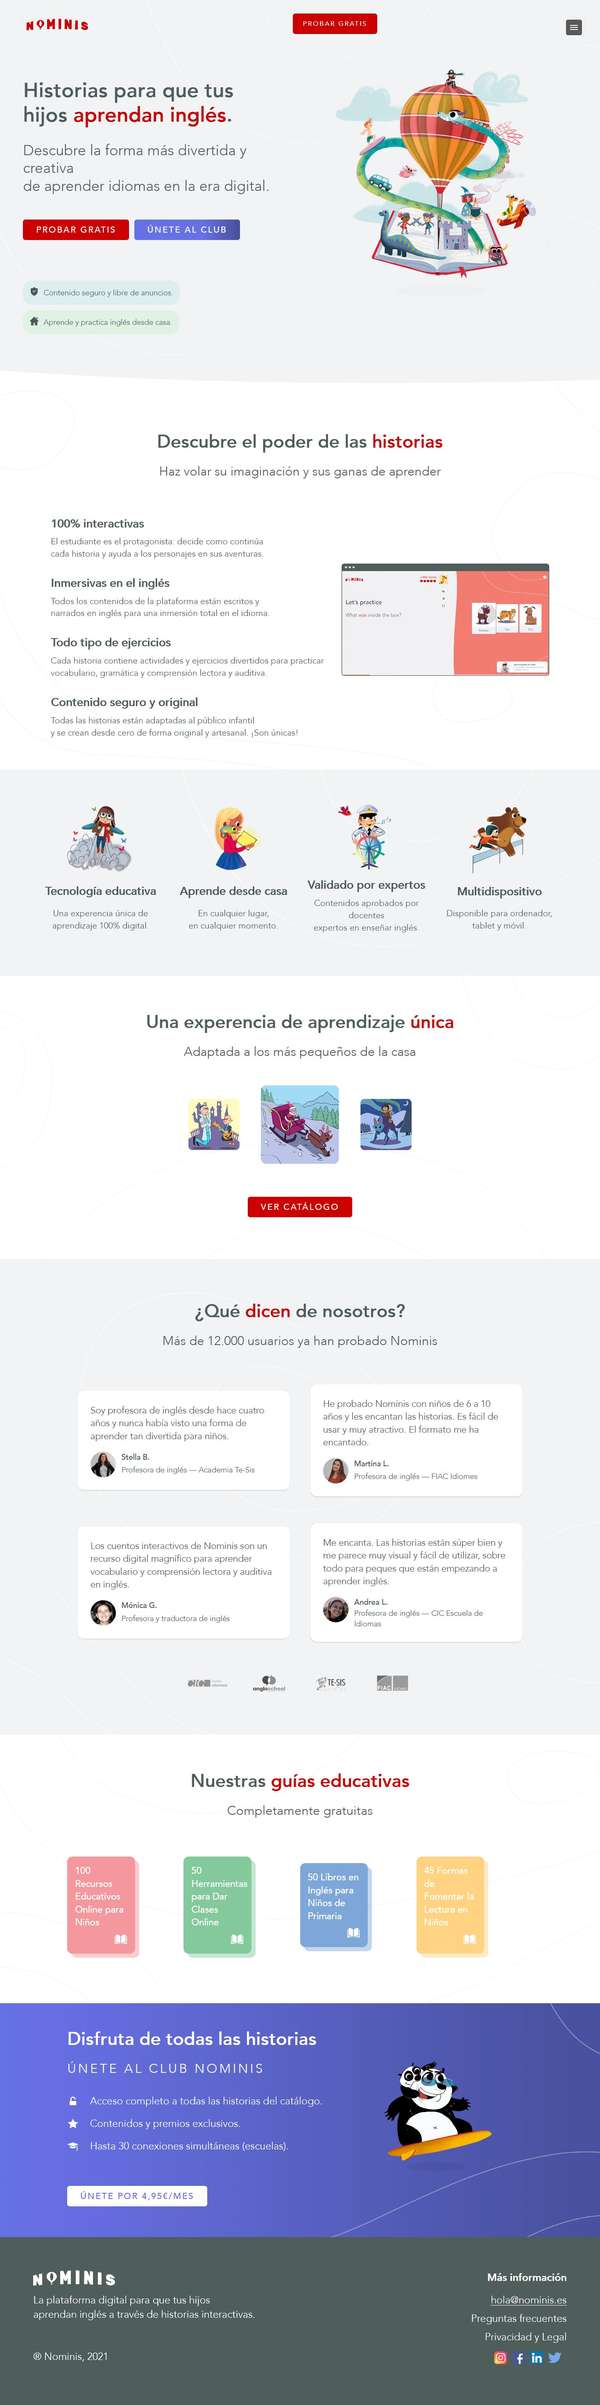 NOMINIS
PROBAR GRATIS
Historias para que tus
hijos aprendan inglés.
Descubre la forma más divertida y
creativa
de aprender idiomas en la era digital.
PROBAR GRATIS
ÚNETE AL CLUB
Contenido seguro y libre de anuncios.
Aprende y practica inglés desde casa.
Descubre el poder de las historias
Haz volar su imaginación y sus ganas de aprender
100% interactivas
El estudiante es el protagonista: decide como continúa
cada historia y ayuda a los personajes en sus aventuras.
Inmersivas en el inglés
Todos los contenidos de la plataforma están escritos y
narrados en inglés para una inmersión total en el idioma.
Todo tipo de ejercicios
Cada historia contiene actividades y ejercicios divertidos para practicar
vocabulario, gramática y comprensión lectora y auditiva.
Contenido seguro y original
Todas las historias están adaptadas al público infantil
y se crean desde cero de forma original y artesanal. ¡Son únicas!
NOMINIS
Let's practice
What was inside the box?
Tecnología educativa
Una experencia única de
aprendizaje 100% digital.
Aprende desde casa
En cualquier lugar,
en cualquier momento.
Validado por expertos
Contenidos aprobados por
docentes
expertos en enseñar inglés.
Multidispositivo
Disponible para ordenador,
tablet y móvil.
Una experencia de aprendizaje única
Adaptada a los más pequeños de la casa
VER CATÁLOGO
¿Qué dicen de nosotros?
Más de 12.000 usuarios ya han probado Nominis
Soy profesora de inglés desde hace cuatro
años y nunca había visto una forma de
aprender tan divertida para niños.
Stella B.
Profesora de inglés — Academia Te-Sis
He probado Nominis con niños de 6 a 10
años y les encantan las historias. Es fácil de
usar y muy atractivo. El formato me ha
encantado.
Martina L.
Profesora de inglés — FIAC Idiomes
Los cuentos interactivos de Nominis son un
recurso digital magnífico para aprender
vocabulario y comprensión lectora y auditiva
en inglés.
Mónica G.
Profesora y traductora de inglés
Me encanta. Las historias están súper bien y
me parece muy visual y fácil de utilizar, sobre
todo para peques que están empezando a
aprender inglés.
Andrea L.
Profesora de inglés — CIC Escuela de
Idiomas
CIC
angloschool
TE-SIS
FIAC
Nuestras guías educativas
Completamente gratuitas
100
Recursos
Educativos
Online para
Niños
50
Herramientas
para Dar
Clases
Online
50 Libros en
Inglés para
Niños de
Primaria
45 Formas
de
Fomentar la
Lectura en
Niños
Disfruta de todas las historias
ÚNETE AL CLUB NOMINIS
Acceso completo a todas las historias del catálogo.
Contenidos y premios exclusivos.
Hasta 30 conexiones simultáneas (escuelas).
ÚNETE POR 4,95€/MES
NOMINIS
La plataforma digital para que tus hijos
aprendan inglés a través de historias interactivas.
® Nominis, 2021
Más información
hola@nominis.es
Preguntas frecuentes
Privacidad y Legal